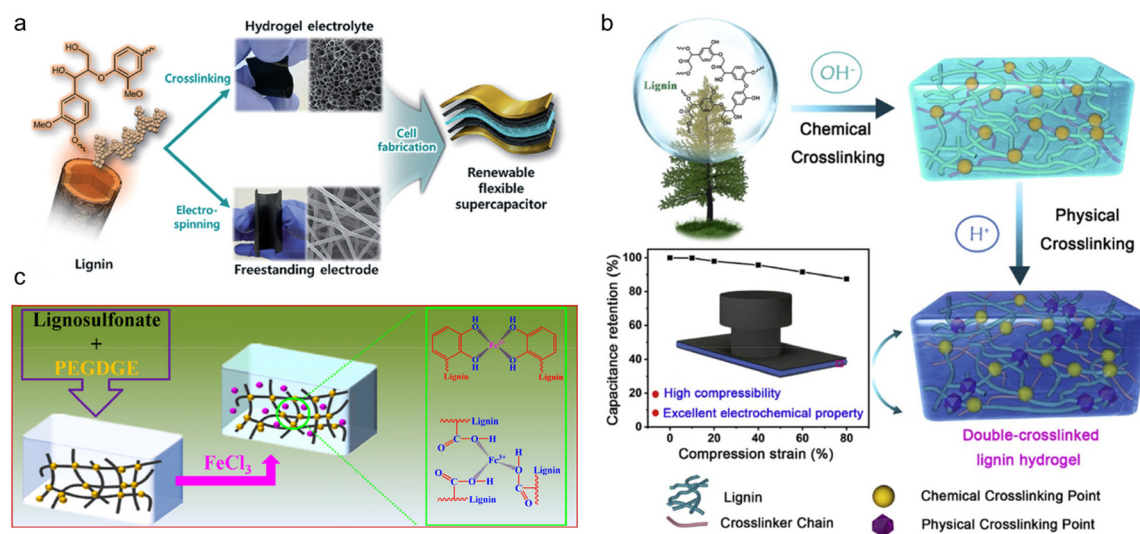 a
Hydrogel electrolyte
HO
HO
O
O
OMe
MeO
O
Crosslinking
Electro-
spinning
Lignin
Freestanding electrode
Cell
fabrication
Renewable
flexible
supercapacitor
b
Lignin
OH⁻
Chemical
Crosslinking
H⁺
Physical
Crosslinking
Capacitance retention (%)
100
80
60
40
20
0
High compressibility
Excellent electrochemical property
0 20 40 60 80
Compression strain (%)
Double-crosslinked
lignin hydrogel
Lignin
Crosslinker Chain
Chemical Crosslinking Point
Physical Crosslinking Point
c
Lignosulfonate
+
PEGDGE
FeCl₃
H H
O O
O O
H H
Lignin Lignin
Lignin
C
O O H
Fe³⁺
H
O
Lignin
C
O O H
Lignin
C
O